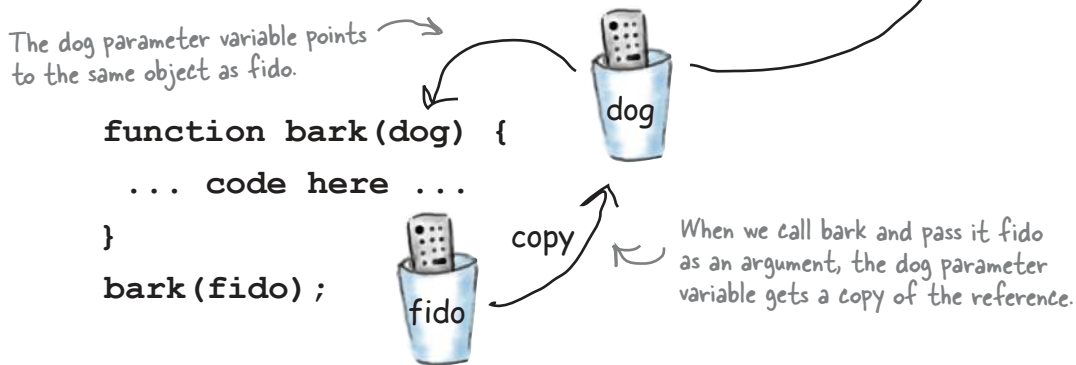 The dog parameter variable points
to the same object as fido.
dog
function bark(dog) {
... code here ...
}
bark(fido);
copy
fido
When we call bark and pass it fido
as an argument, the dog parameter
variable gets a copy of the reference.